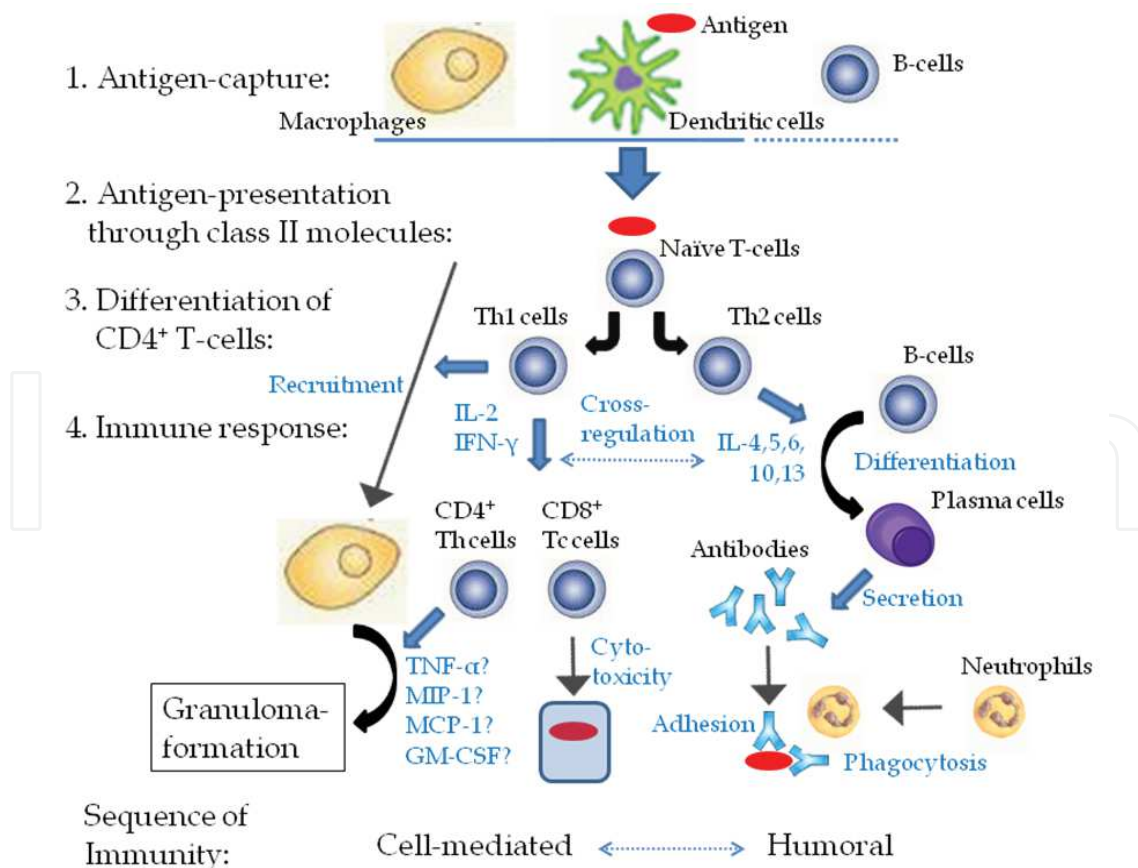 Antigen
1. Antigen-capture:
B-cells
Macrophages
Dendritic cells
2. Antigen-presentation
through class II molecules:
Naïve T-cells
3. Differentiation of
CD4⁺ T-cells:
Th1 cells
Th2 cells
B-cells
Recruitment
4. Immune response:
IL-2
IFN-γ
Cross-
regulation
IL-4,5,6,
10,13
Differentiation
Plasma cells
CD4⁺
Th cells
CD8⁺
Tc cells
Antibodies
Secretion
TNF-α?
MIP-1?
MCP-1?
GM-CSF?
Cyto-
toxicity
Neutrophils
Granuloma-
formation
Adhesion
Phagocytosis
Sequence of
Immunity:
Cell-mediated
Humoral